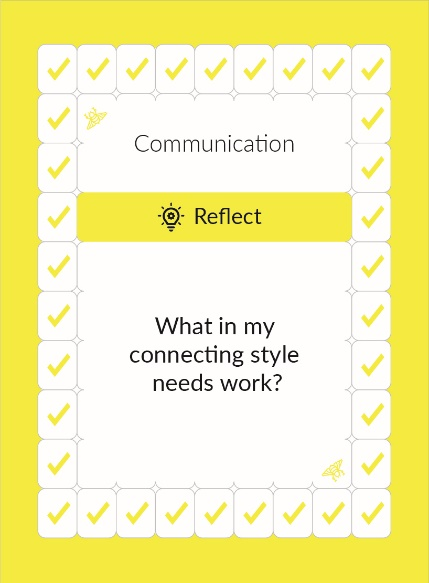 Communication
Reflect
What in my
connecting style
needs work?